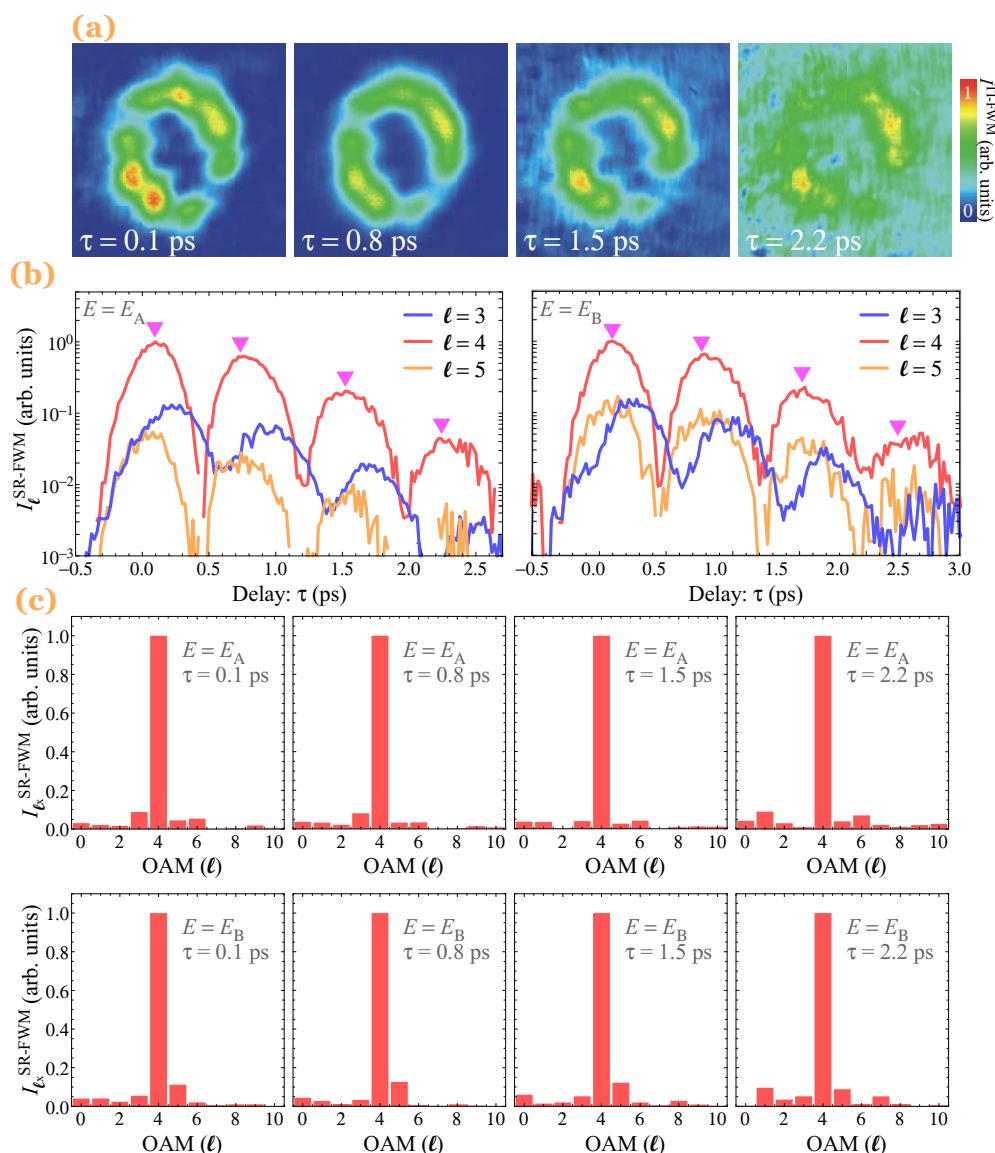 (a)
τ = 0.1 ps
τ = 0.8 ps
τ = 1.5 ps
τ = 2.2 ps
1
0
I^TI-FWM (arb. units)
(b)
E = E_A
ℓ = 3
ℓ = 4
ℓ = 5
E = E_B
ℓ = 3
ℓ = 4
ℓ = 5
I_ℓ^SR-FWM (arb. units)
10^0
10^−1
10^−2
10^−3
−0.5 0.0 0.5 1.0 1.5 2.0 2.5
Delay: τ (ps)
−0.5 0.0 0.5 1.0 1.5 2.0 2.5 3.0
Delay: τ (ps)
(c)
I_ℓx^SR-FWM (arb. units)
1.0
0.8
0.6
0.4
0.2
0.0
E = E_A
τ = 0.1 ps
E = E_A
τ = 0.8 ps
E = E_A
τ = 1.5 ps
E = E_A
τ = 2.2 ps
0 2 4 6 8 10
0 2 4 6 8 10
0 2 4 6 8 10
0 2 4 6 8 10
OAM (ℓ)
OAM (ℓ)
OAM (ℓ)
OAM (ℓ)
I_ℓx^SR-FWM (arb. units)
1.0
0.8
0.6
0.4
0.2
0.0
E = E_B
τ = 0.1 ps
E = E_B
τ = 0.8 ps
E = E_B
τ = 1.5 ps
E = E_B
τ = 2.2 ps
0 2 4 6 8 10
0 2 4 6 8 10
0 2 4 6 8 10
0 2 4 6 8 10
OAM (ℓ)
OAM (ℓ)
OAM (ℓ)
OAM (ℓ)